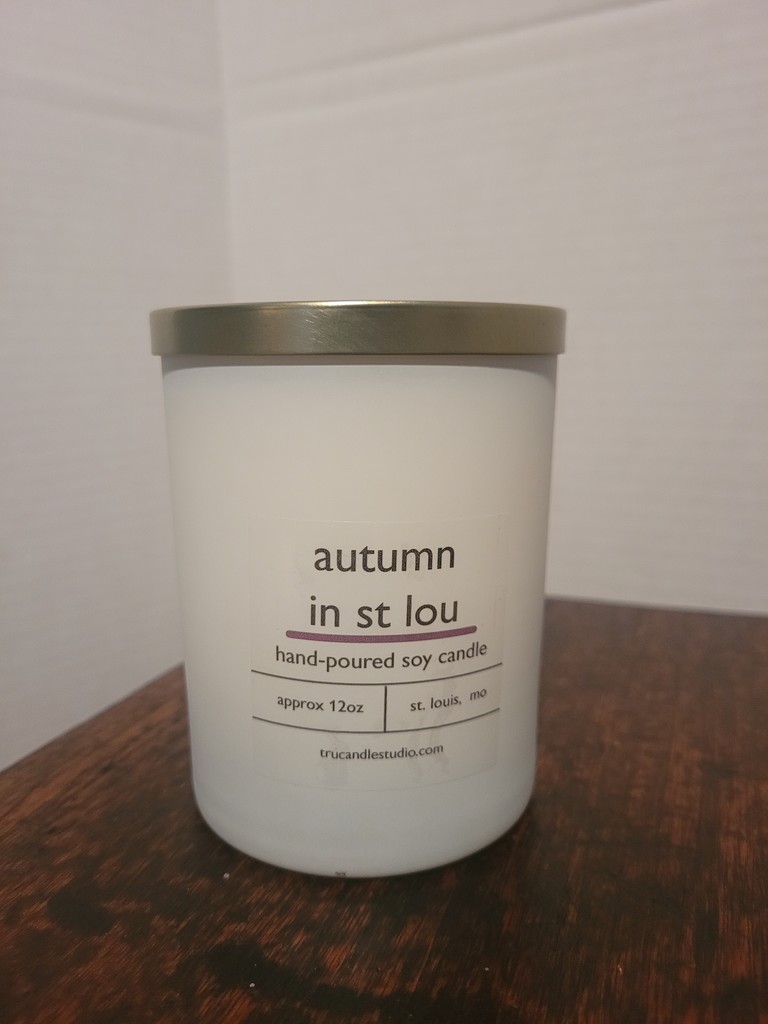 autumn
in st lou
hand-poured soy candle
approx 12oz
st. louis, mo
trucandlestudio.com